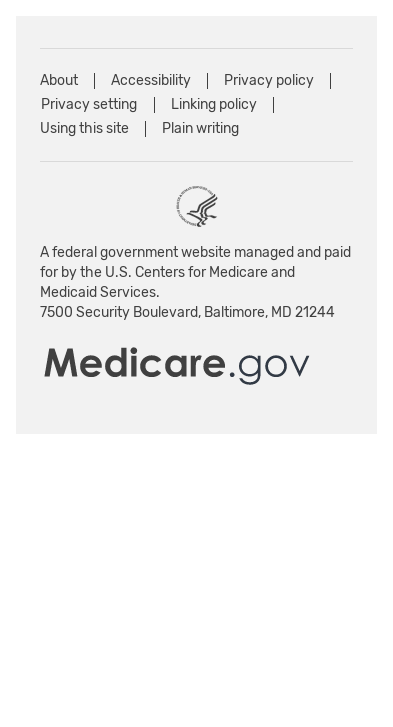 About | Accessibility | Privacy policy |
Privacy setting | Linking policy |
Using this site | Plain writing
A federal government website managed and paid
for by the U.S. Centers for Medicare and
Medicaid Services.
7500 Security Boulevard, Baltimore, MD 21244
Medicare.gov